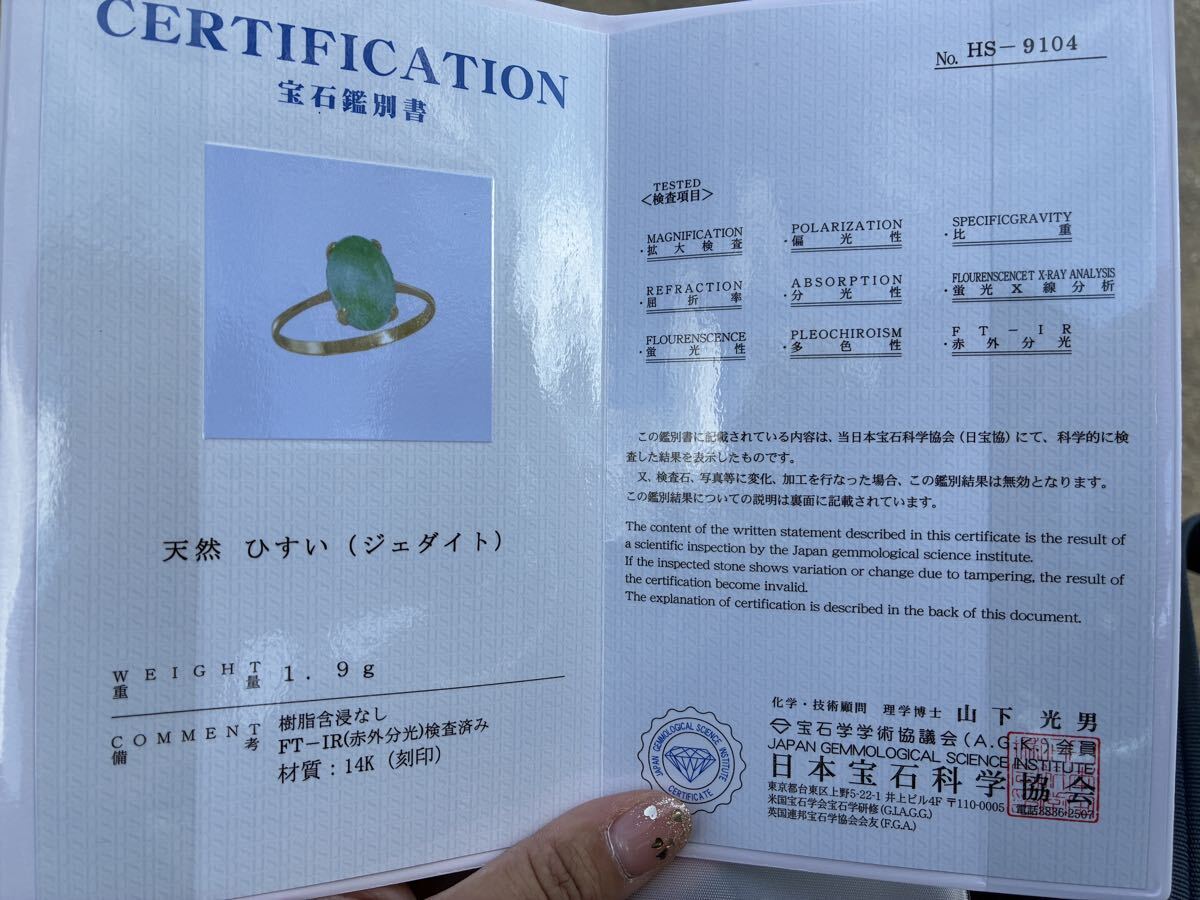 CERTIFICATION
宝石鑑別書
天然 ひすい (ジェダイト)
WEIGHT
重量
1.9g
COMMENT
備考
樹脂含浸なし
FT-IR(赤外分光)検査済み
材質:14K (刻印)
No. HS-9104
TESTED
<検査項目>
・MAGNIFICATION
拡大検査
・POLARIZATION
偏光性
・SPECIFICGRAVITY
比重
・REFRACTION
屈折率
・ABSORPTION
分光性
・FLOURENSCENCET X-RAY ANALYSIS
蛍光X線分析
・FLOURENSCENCE
蛍光性
・PLEOCHIROISM
多色性
・FT-IR
赤外分光
この鑑別書に記載されている内容は、当日本宝石科学協会(日宝協)にて、科学的に検
査した結果を表示したものです。
又、検査石、写真等に変化、加工を行なった場合、この鑑別結果は無効となります。
この鑑別結果についての説明は裏面に記載されています。
The content of the written statement described in this certificate is the result of
a scientific inspection by the Japan gemmological science institute.
If the inspected stone shows variation or change due to tampering, the result of
the certification become invalid.
The explanation of certification is described in the back of this document.
JAPAN GEMMOLOGICAL SCIENCE INSTITUTE
CERTIFICATE
化学・技術顧問 理学博士 山下光男
宝石学学術協議会(A.G.K.)会員
JAPAN GEMMOLOGICAL SCIENCE INSTITUTE
日本宝石科学協会
東京都台東区上野5-22-1 井上ビル4F 〒110-0005 電話3836-2507
米国宝石学会宝石学研修(G.I.A.G.G.)
英国連邦宝石学協会会友(F.G.A.)